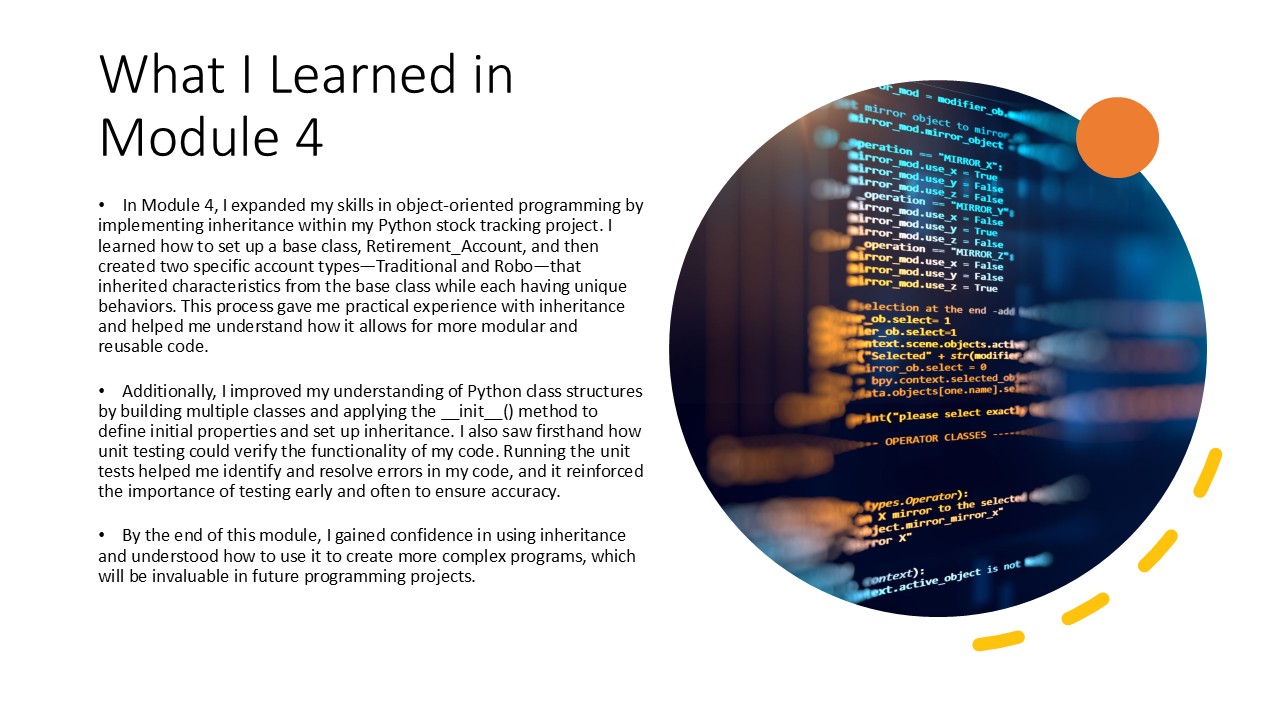 What I Learned in
Module 4
• In Module 4, I expanded my skills in object-oriented programming by
implementing inheritance within my Python stock tracking project. I
learned how to set up a base class, Retirement_Account, and then
created two specific account types—Traditional and Robo—that
inherited characteristics from the base class while each having unique
behaviors. This process gave me practical experience with inheritance
and helped me understand how it allows for more modular and
reusable code.
• Additionally, I improved my understanding of Python class structures
by building multiple classes and applying the __init__() method to
define initial properties and set up inheritance. I also saw firsthand how
unit testing could verify the functionality of my code. Running the unit
tests helped me identify and resolve errors in my code, and it reinforced
the importance of testing early and often to ensure accuracy.
• By the end of this module, I gained confidence in using inheritance
and understood how to use it to create more complex programs, which
will be invaluable in future programming projects.
_mod = modifier_ob.
mirror object to mirror
mirror_mod.mirror_object =
operation == "MIRROR_X":
mirror_mod.use_x = True
mirror_mod.use_y = False
mirror_mod.use_z = False
_operation == "MIRROR_Y":
mirror_mod.use_x = False
mirror_mod.use_y = True
mirror_mod.use_z = False
_operation == "MIRROR_Z":
mirror_mod.use_x = False
mirror_mod.use_y = False
mirror_mod.use_z = True
selection at the end -add
_ob.select= 1
ier_ob.select=1
ntext.scene.objects.activ
("Selected" + str(modifier
irror_ob.select = 0
= bpy.context.selected_ob
data.objects[one.name].sel
print("please select exactl
--- OPERATOR CLASSES ----
types.Operator):
X mirror to the selected
ject.mirror_mirror_x"
ror X"
context):
ext.active_object is not